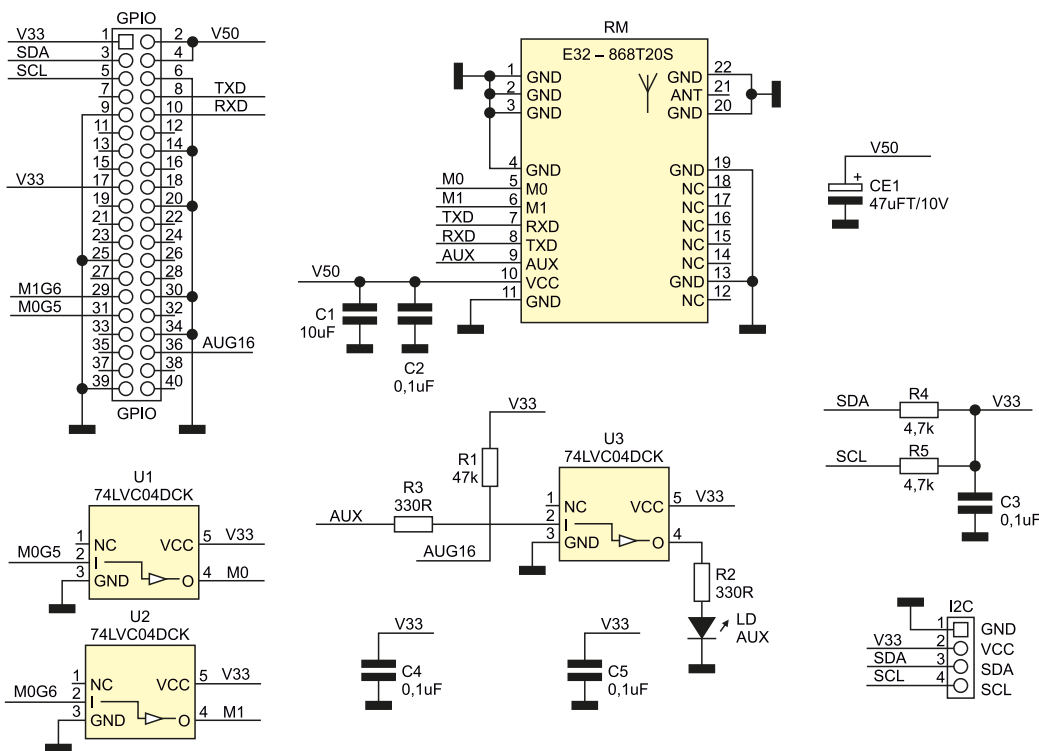 GPIO
V33 1 2 V50
SDA 3 4
SCL 5 6
7 8 TXD
9 10 RXD
11 12
13 14
15 16
V33 17 18
19 20
21 22
23 24
25 26
27 28
M1G6 29 30
M0G5 31 32
33 34
35 36 AUG16
37 38
39 40
GPIO
RM
E32 – 868T20S
1 GND GND 22
2 GND ANT 21
3 GND GND 20
4 GND GND 19
M0 5 M0 NC 18
M1 6 M1 NC 17
TXD 7 RXD NC 16
RXD 8 TXD NC 15
AUX 9 AUX NC 14
V50 10 VCC GND 13
11 GND NC 12
C1
10uF
C2
0,1uF
V50
+
CE1
47uFT/10V
U1
74LVC04DCK
1 NC VCC 5 V33
M0G5 2 I
3 GND O 4 M0
U2
74LVC04DCK
1 NC VCC 5 V33
M0G6 2 I
3 GND O 4 M1
V33
R1
47k
R3
330R
AUX
AUG16
U3
74LVC04DCK
1 NC VCC 5 V33
2 I
3 GND O 4
R2
330R
LD
AUX
V33
C4
0,1uF
V33
C5
0,1uF
SDA R4 V33
4,7k
SCL R5
4,7k
C3
0,1uF
I2C
1 GND
V33 2 VCC
SDA 3 SDA
SCL 4 SCL